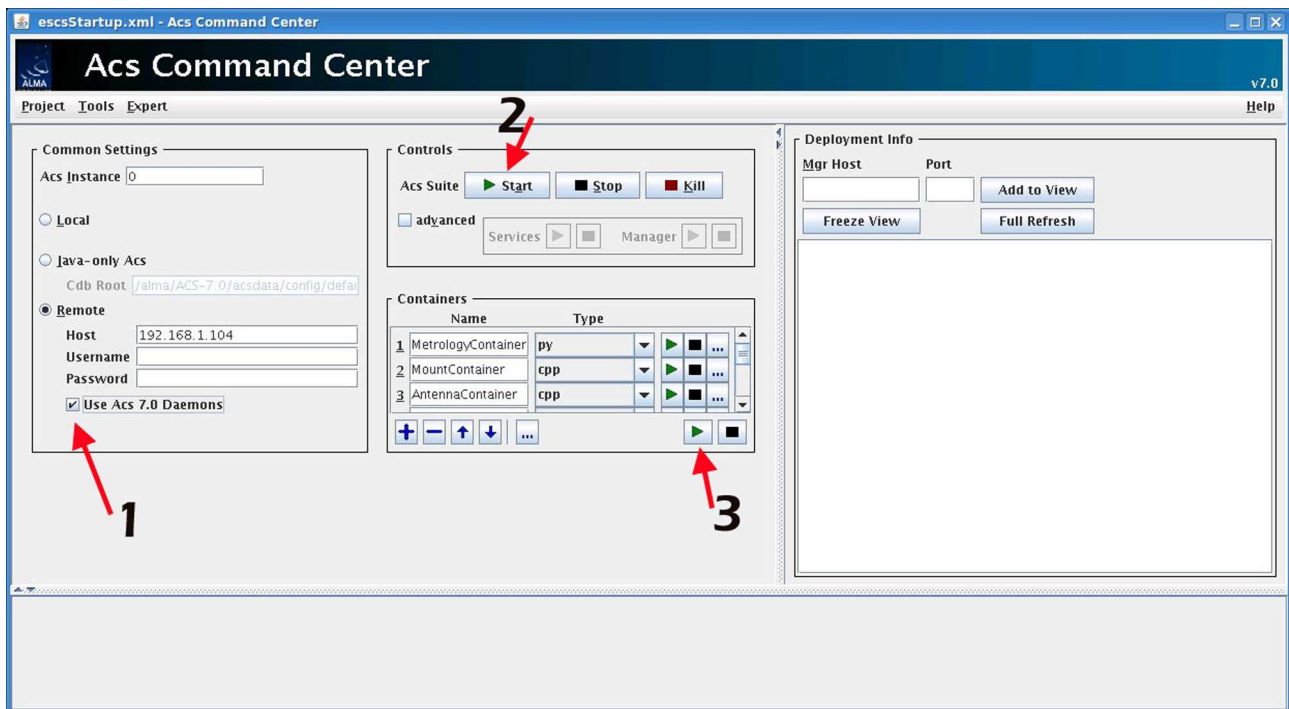 escsStartup.xml - Acs Command Center
ALMA
Acs Command Center
v7.0
Project Tools Expert
Help
2
Common Settings
Acs Instance 0
Local
Java-only Acs
Cdb Root /alma/ACS-7.0/acsdata/config/defau
Remote
Host 192.168.1.104
Username
Password
Use Acs 7.0 Daemons
1
Controls
Acs Suite Start Stop Kill
advanced
Services Manager
Containers
Name Type
1 MetrologyContainer py ...
2 MountContainer cpp ...
3 AntennaContainer cpp ...
...
3
Deployment Info
Mgr Host Port
Add to View
Freeze View Full Refresh